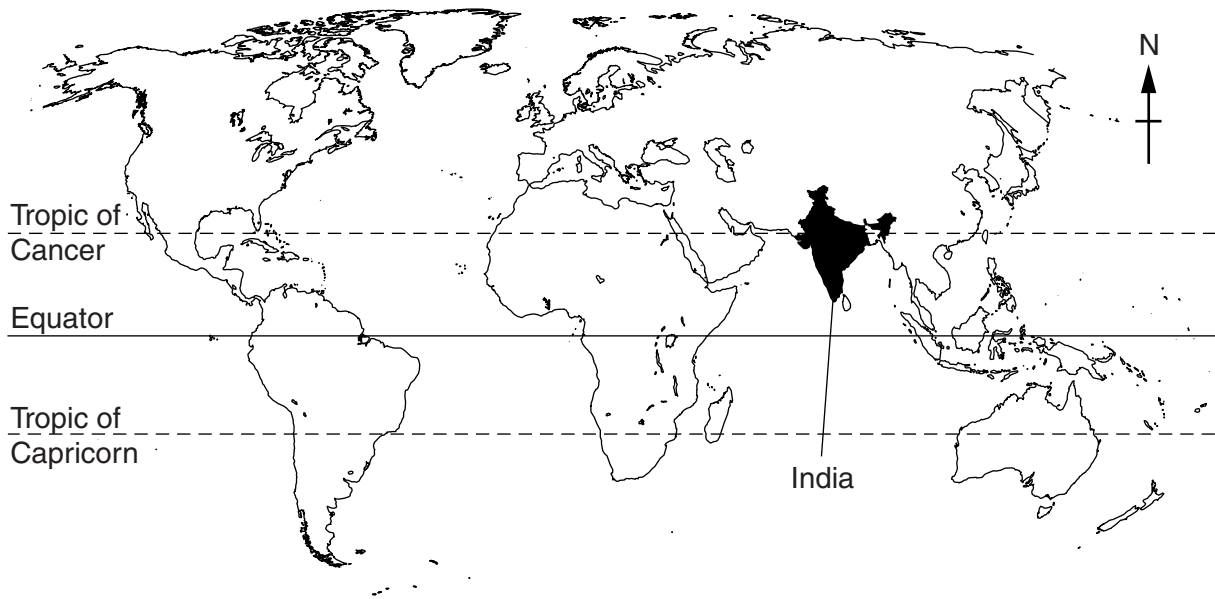 N
Tropic of
Cancer
Equator
Tropic of
Capricorn
India